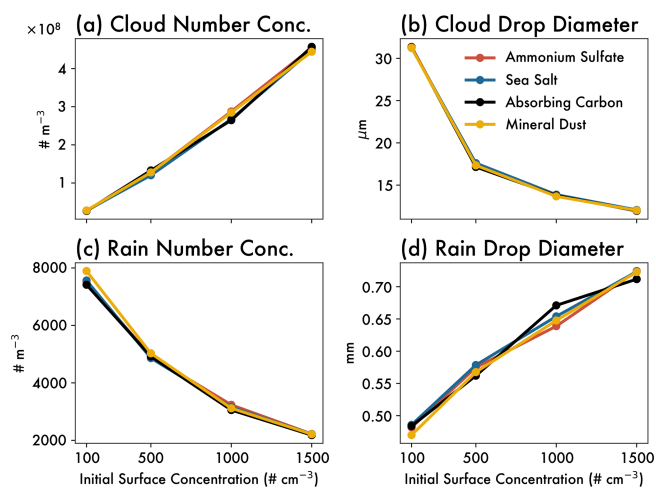 (a) Cloud Number Conc.
×10⁸
4
3
2
1
# m⁻³
(b) Cloud Drop Diameter
30
25
20
15
μm
Ammonium Sulfate
Sea Salt
Absorbing Carbon
Mineral Dust
(c) Rain Number Conc.
8000
6000
4000
2000
# m⁻³
100 500 1000 1500
Initial Surface Concentration (# cm⁻³)
(d) Rain Drop Diameter
0.70
0.65
0.60
0.55
0.50
mm
100 500 1000 1500
Initial Surface Concentration (# cm⁻³)